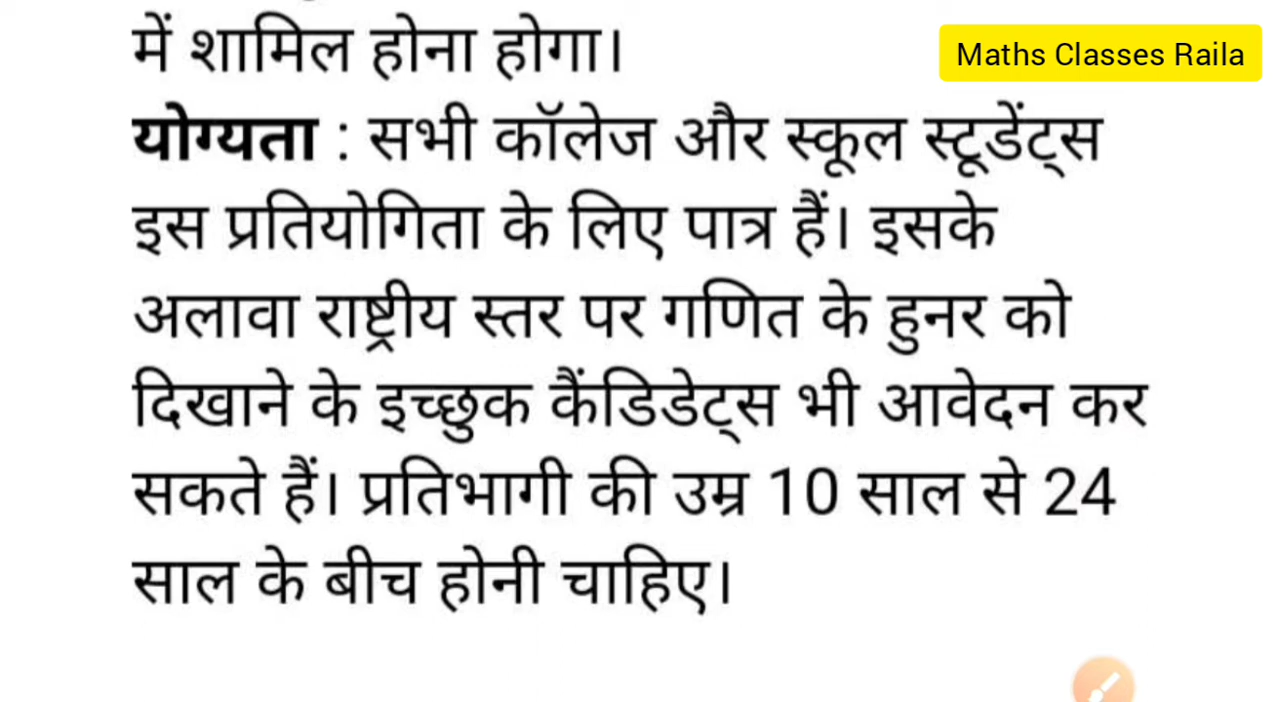 में शामिल होना होगा।
Maths Classes Raila
योग्यता : सभी कॉलेज और स्कूल स्टूडेंट्स
इस प्रतियोगिता के लिए पात्र हैं। इसके
अलावा राष्ट्रीय स्तर पर गणित के हुनर को
दिखाने के इच्छुक कैंडिडेट्स भी आवेदन कर
सकते हैं। प्रतिभागी की उम्र 10 साल से 24
साल के बीच होनी चाहिए।